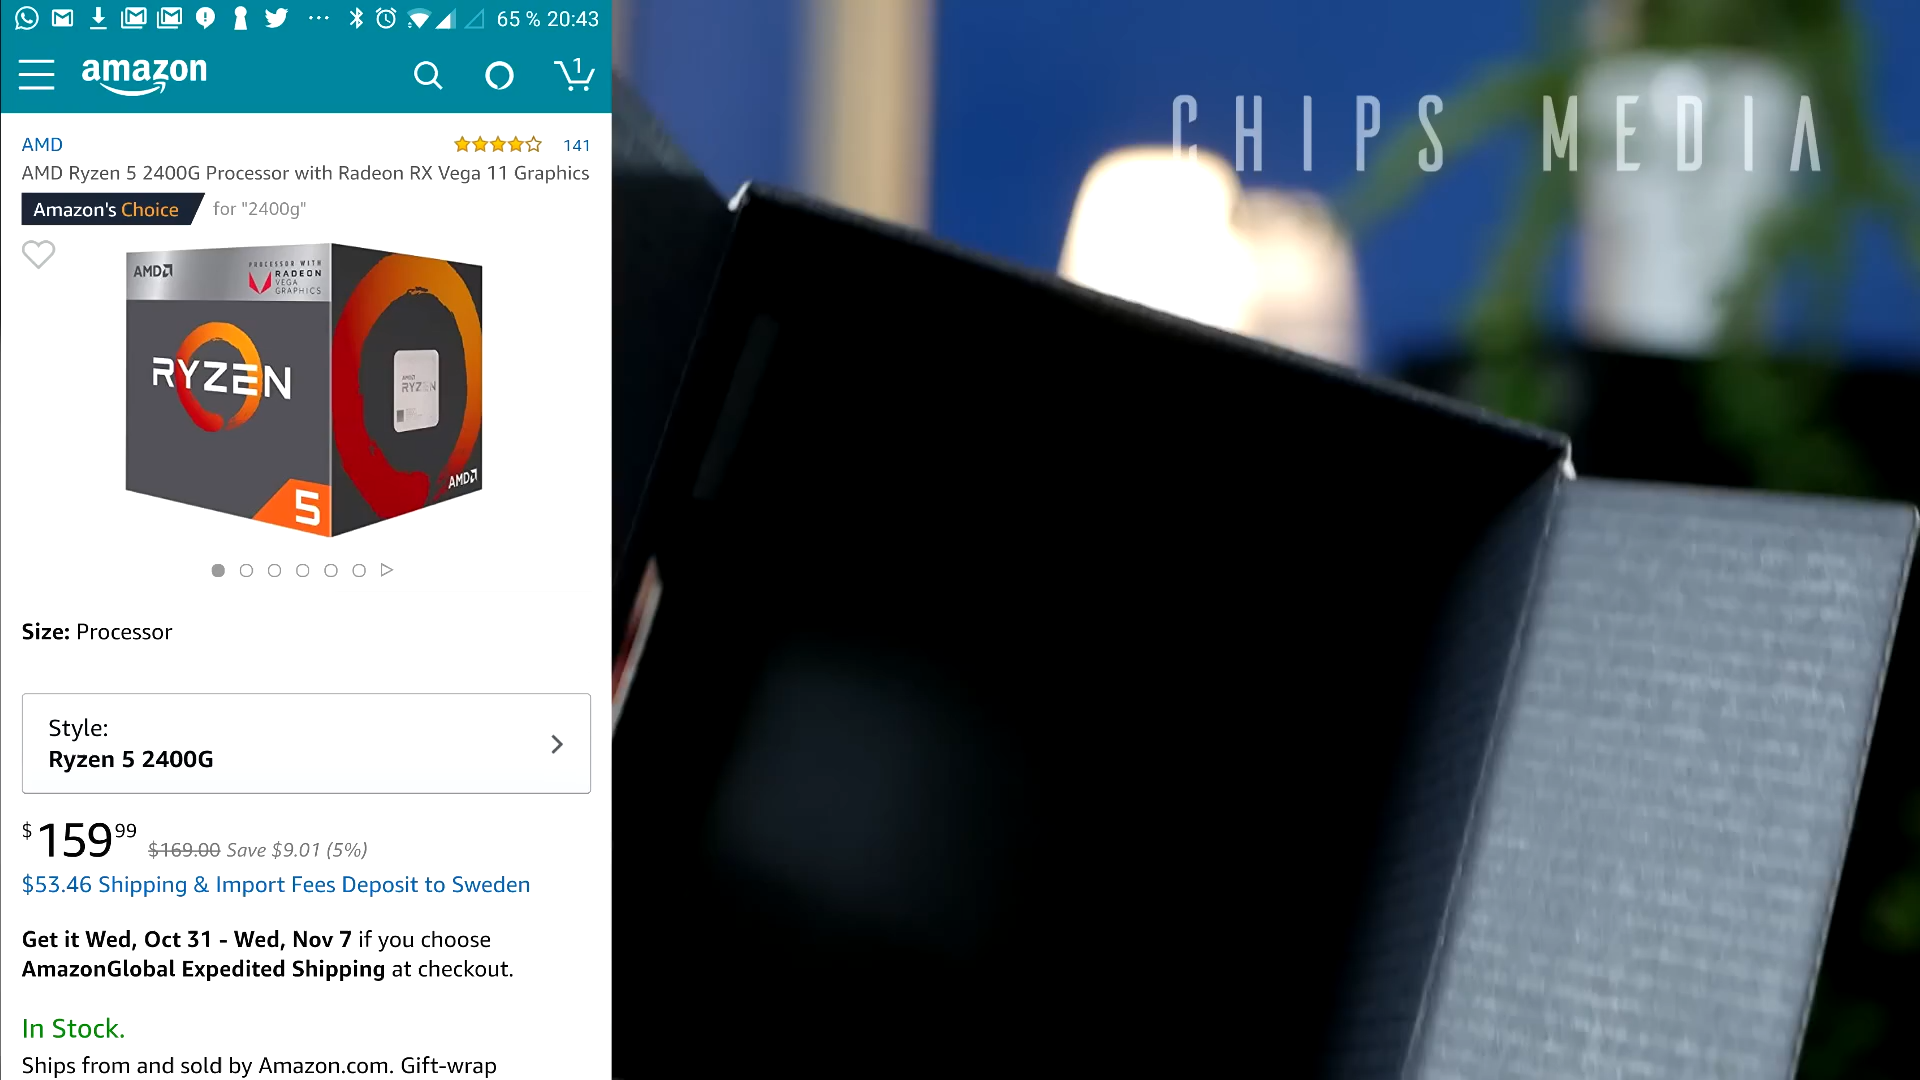 65 % 20:43
amazon
1
AMD
141
AMD Ryzen 5 2400G Processor with Radeon RX Vega 11 Graphics
Amazon's Choice for "2400g"
AMD
PROCESSOR WITH
RADEON
VEGA
GRAPHICS
RYZEN
5
AMD
RYZEN
AMD
Size: Processor
Style:
Ryzen 5 2400G
$159 99 $169.00 Save $9.01 (5%)
$53.46 Shipping & Import Fees Deposit to Sweden
Get it Wed, Oct 31 - Wed, Nov 7 if you choose
AmazonGlobal Expedited Shipping at checkout.
In Stock.
Ships from and sold by Amazon.com. Gift-wrap
CHIPS MEDIA